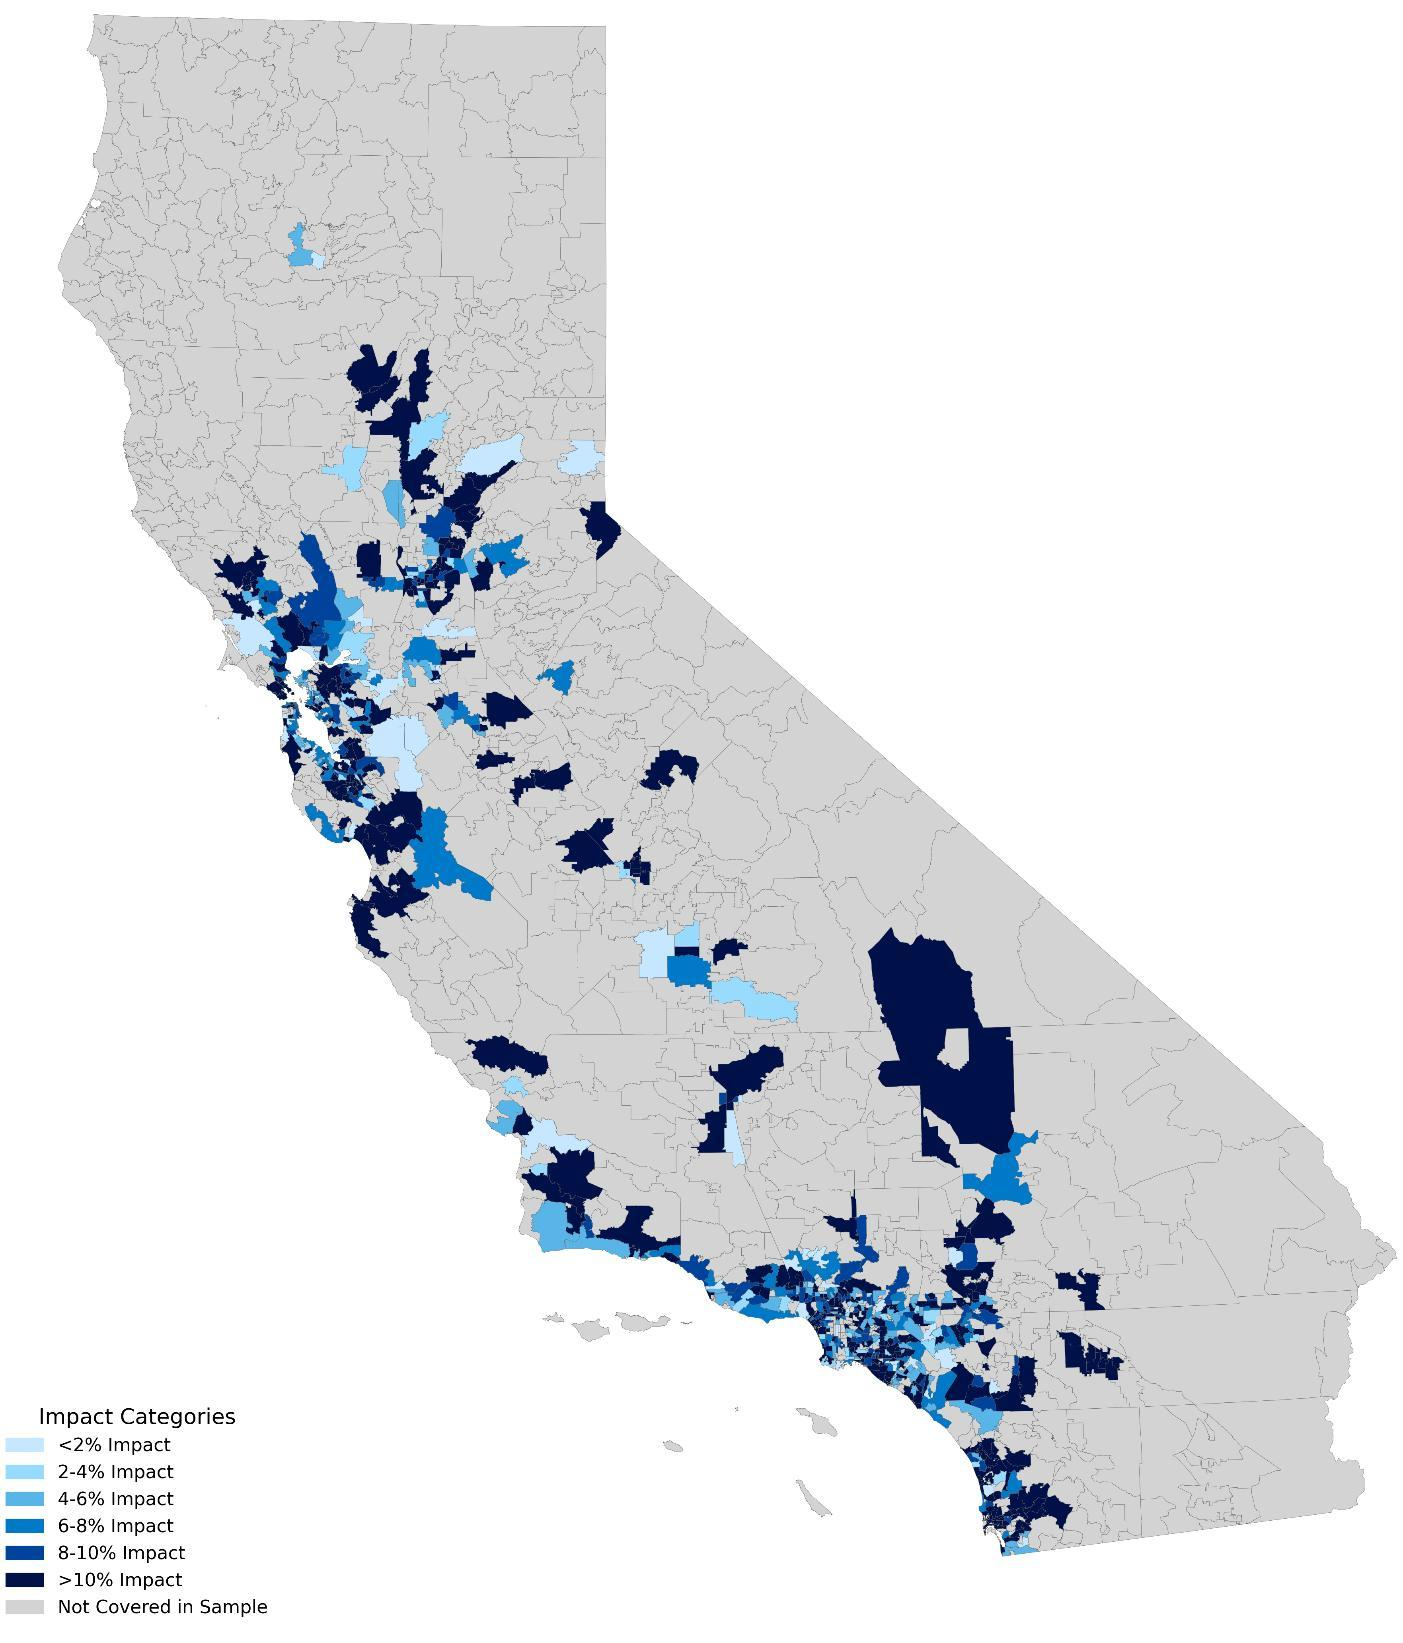 Impact Categories
<2% Impact
2-4% Impact
4-6% Impact
6-8% Impact
8-10% Impact
>10% Impact
Not Covered in Sample